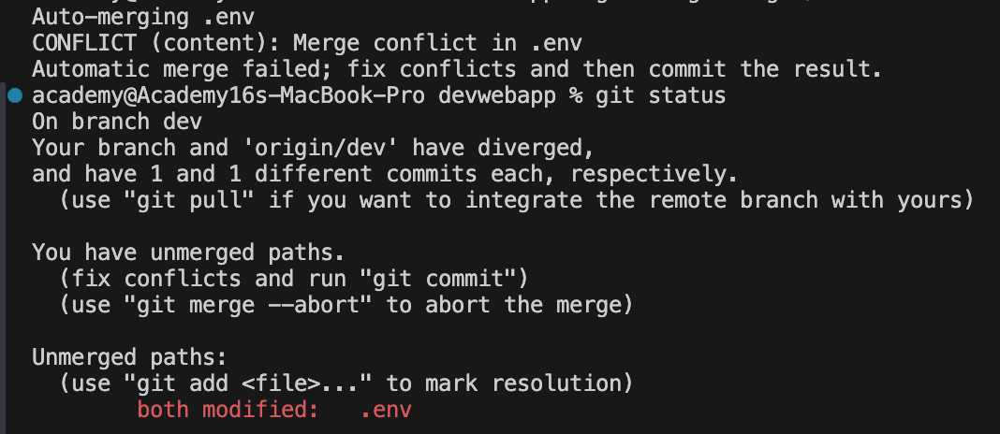 Auto-merging .env
CONFLICT (content): Merge conflict in .env
Automatic merge failed; fix conflicts and then commit the result.
academy@Academy16s-MacBook-Pro devwebapp % git status
On branch dev
Your branch and 'origin/dev' have diverged,
and have 1 and 1 different commits each, respectively.
  (use "git pull" if you want to integrate the remote branch with yours)

You have unmerged paths.
  (fix conflicts and run "git commit")
  (use "git merge --abort" to abort the merge)

Unmerged paths:
  (use "git add <file>..." to mark resolution)
        both modified:   .env